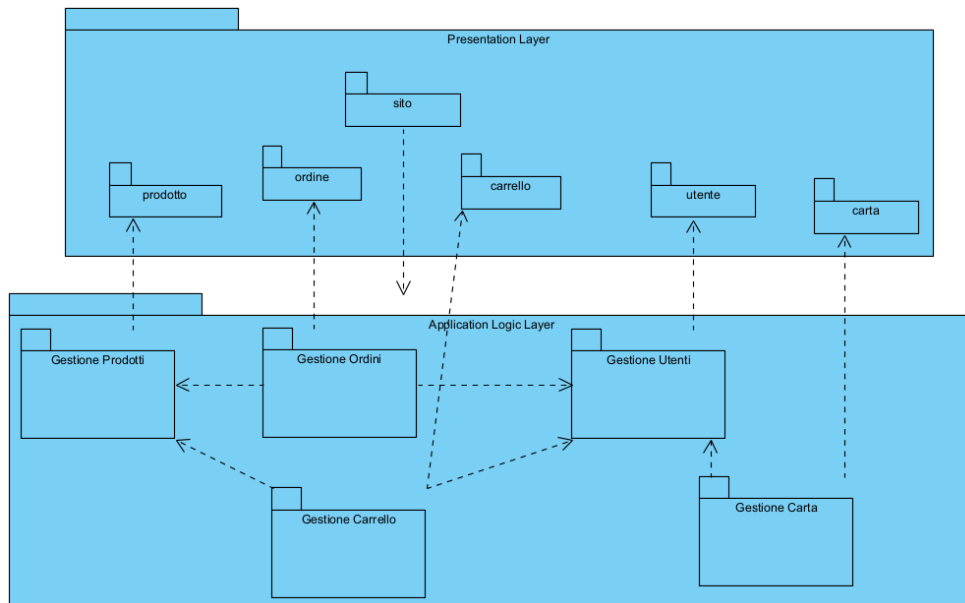 Presentation Layer
sito
prodotto
ordine
carrello
utente
carta
Application Logic Layer
Gestione Prodotti
Gestione Ordini
Gestione Utenti
Gestione Carrello
Gestione Carta